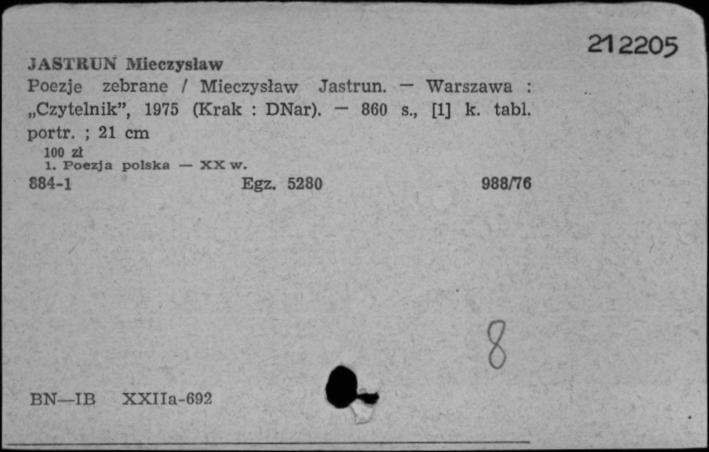 212205
JASTRUN Mieczysław
Poezje zebrane / Mieczysław Jastrun. — Warszawa :
„Czytelnik”, 1975 (Krak : DNar). — 860 s., [1] k. tabl.
portr. ; 21 cm
100 zł
1. Poezja polska — XX w.
884-1 Egz. 5280 988/76
8
BN—IB XXIIa-692